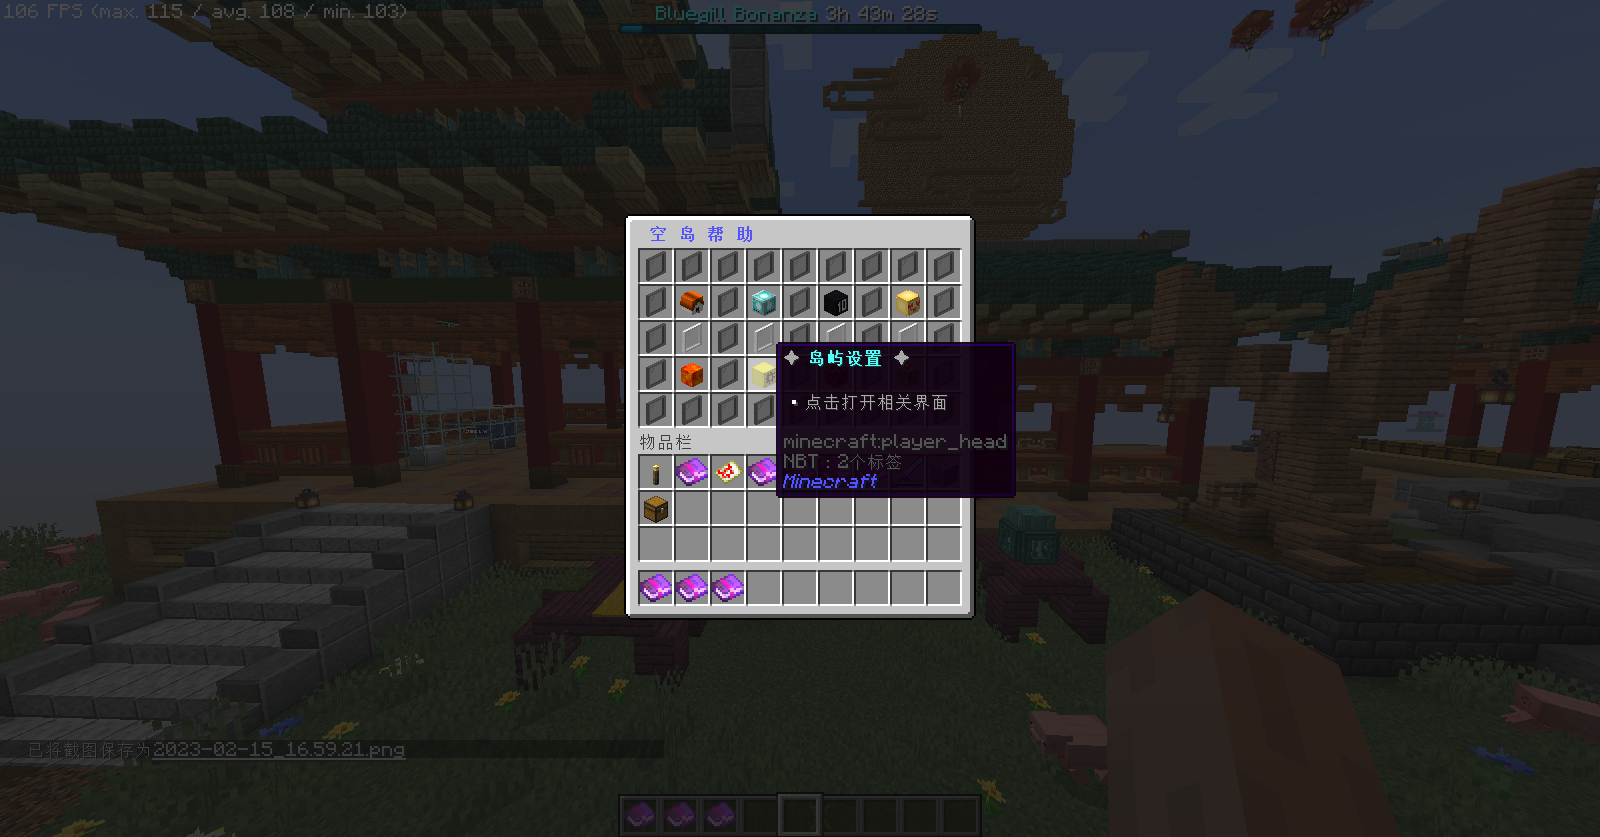 106 FPS (max. 115 / avg. 108 / min. 103)
Bluegill Bonanza 3h 43m 28s
空 岛 帮 助
10
✦ 岛屿设置 ✦
• 点击打开相关界面
minecraft:player_head
NBT：2个标签
Minecraft
物品栏
已将截图保存为2023-02-15_16.59.21.png